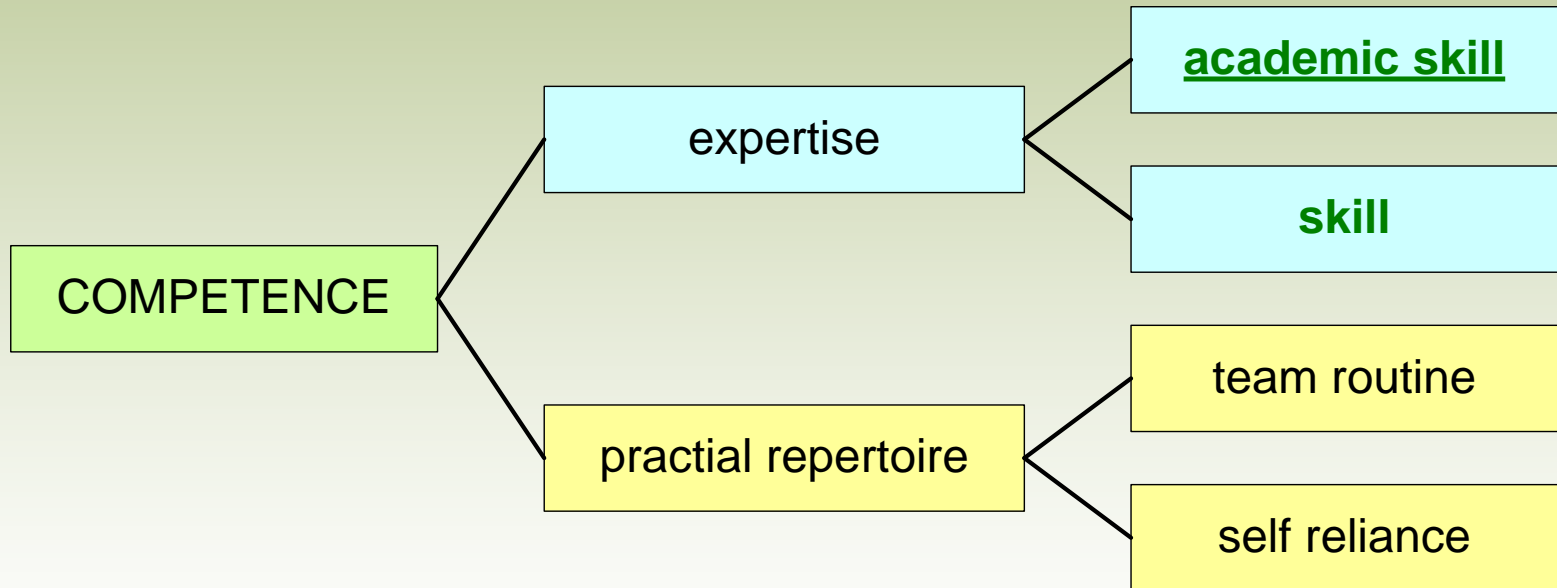 academic skill
expertise
skill
COMPETENCE
team routine
practial repertoire
self reliance